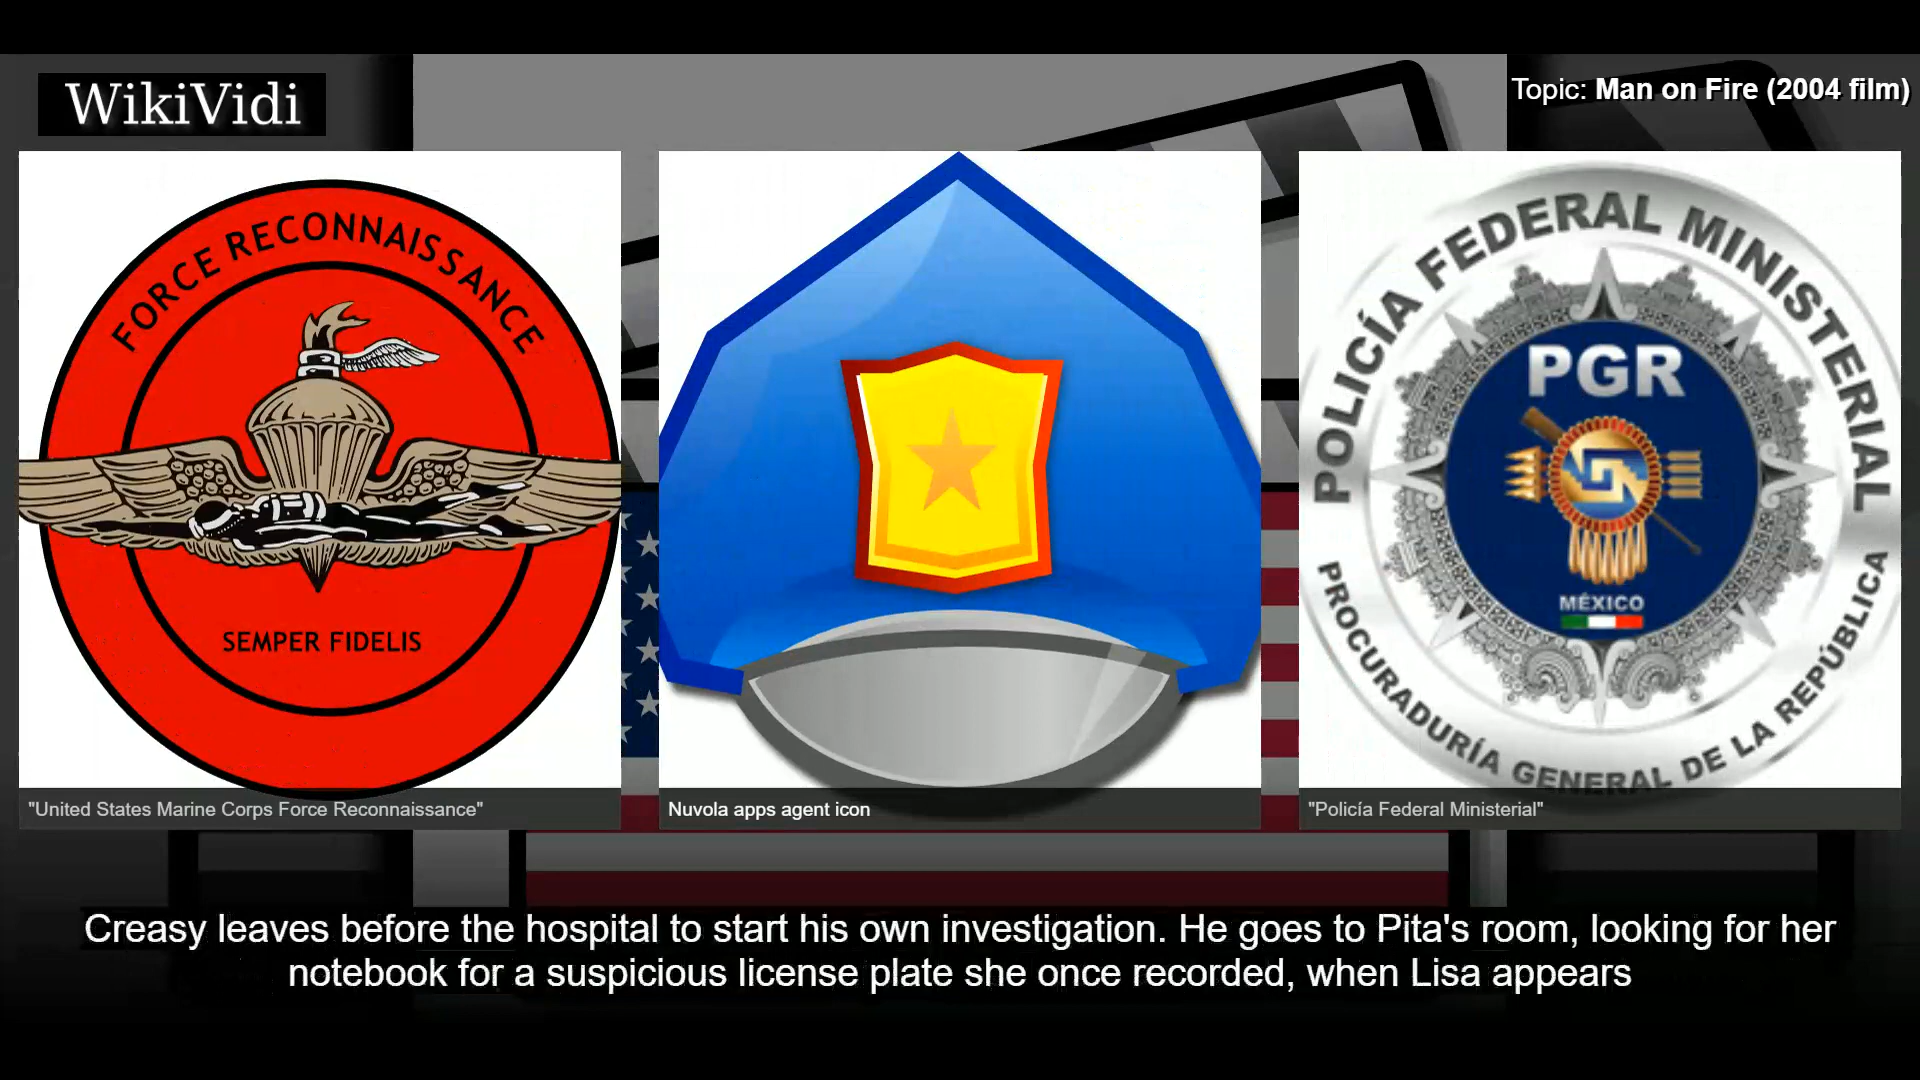 WikiVidi
Topic: Man on Fire (2004 film)
FORCE RECONNAISSANCE
SEMPER FIDELIS
"United States Marine Corps Force Reconnaissance"
Nuvola apps agent icon
POLICÍA FEDERAL MINISTERIAL
PGR
MÉXICO
PROCURADURÍA GENERAL DE LA REPÚBLICA
"Policía Federal Ministerial"
Creasy leaves before the hospital to start his own investigation. He goes to Pita's room, looking for her
notebook for a suspicious license plate she once recorded, when Lisa appears